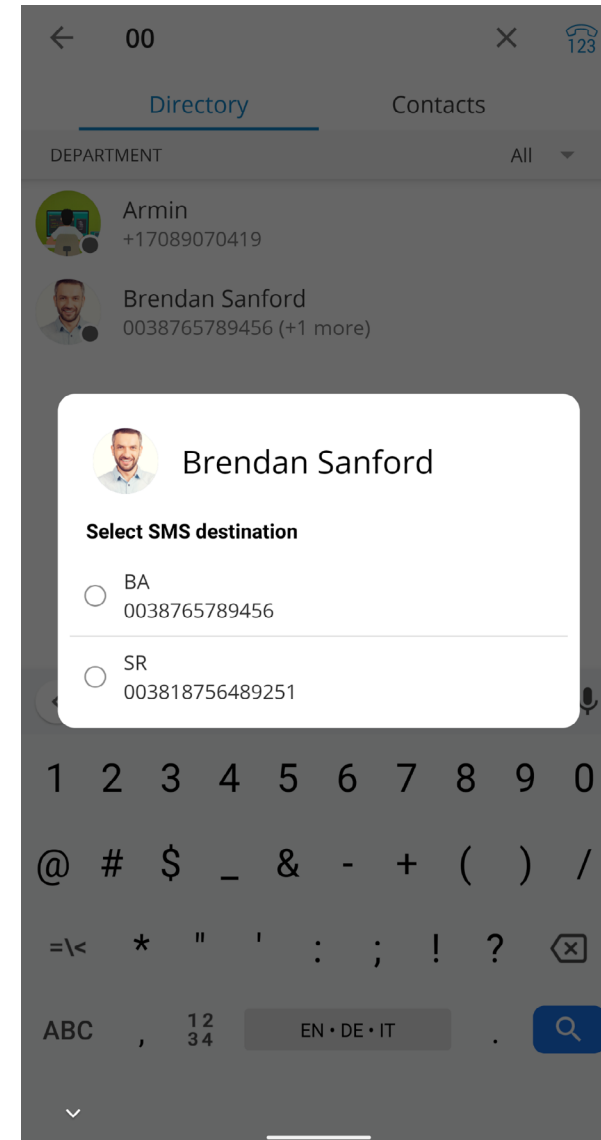 00
123
Directory
Contacts
DEPARTMENT
All
Armin
+17089070419
Brendan Sanford
0038765789456 (+1 more)
Brendan Sanford
Select SMS destination
BA
0038765789456
SR
003818756489251
1 2 3 4 5 6 7 8 9 0
@ # $ _ & - + ( ) /
=\< * " ' : ; ! ?
ABC , 12 34 EN • DE • IT .